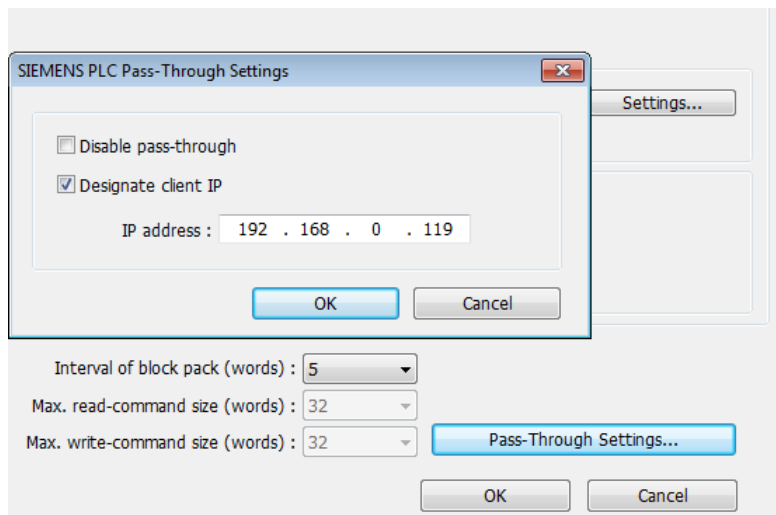 SIEMENS PLC Pass-Through Settings
Settings...
Disable pass-through
Designate client IP
IP address : 192 . 168 . 0 . 119
OK Cancel
Interval of block pack (words) : 5
Max. read-command size (words) : 32
Max. write-command size (words) : 32 Pass-Through Settings...
OK Cancel